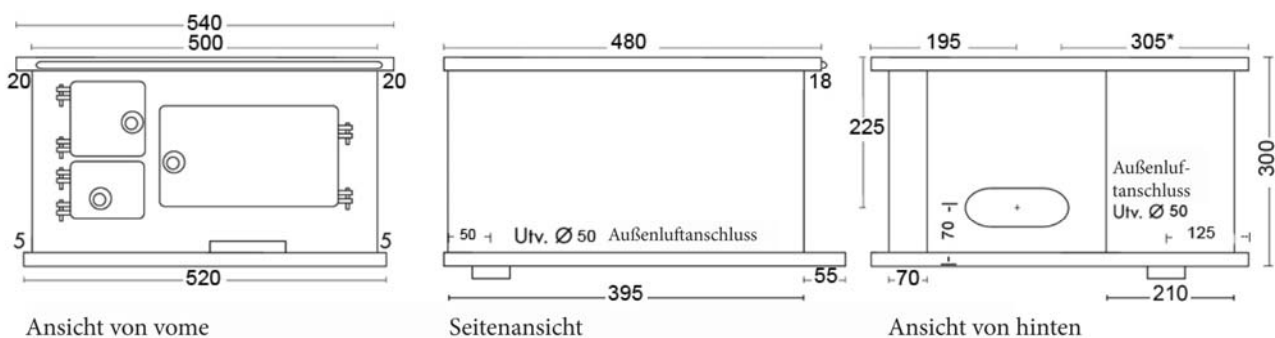 540
500
20
20
5
5
520
Ansicht von vome
480
18
50
Utv. Ø 50 Außenluftanschluss
55
395
Seitenansicht
195
305*
225
300
Außenluf-
tanschluss
Utv. Ø 50
70
125
70
210
Ansicht von hinten